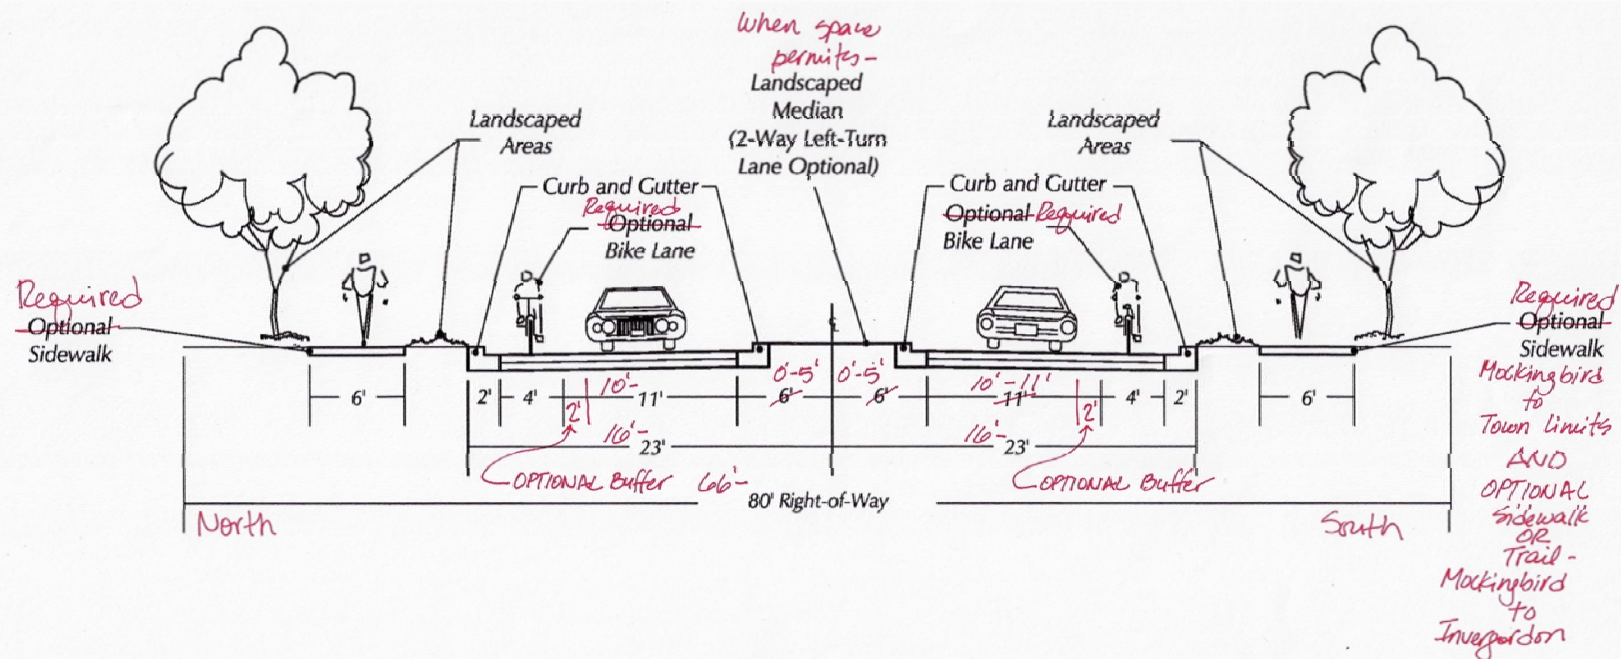 When space
permits-
Landscaped
Median
(2-Way Left-Turn
Lane Optional)
Landscaped
Areas
Landscaped
Areas
Curb and Gutter
Required
Optional
Bike Lane
Curb and Gutter
Optional Required
Bike Lane
Required
Optional
Sidewalk
Required
Optional
Sidewalk
Mockingbird
to
Town limits
AND
OPTIONAL
Sidewalk
OR
Trail-
Mockingbird
to
Invergordon
℄
0'-5' 0'-5'
10'- 10'-11'
6' 2' 4' 2' 11' 6' 6' 11' 2' 4' 2' 6'
16'- 16'-
23' 23'
OPTIONAL Buffer 66'- OPTIONAL Buffer
80' Right-of-Way
North South